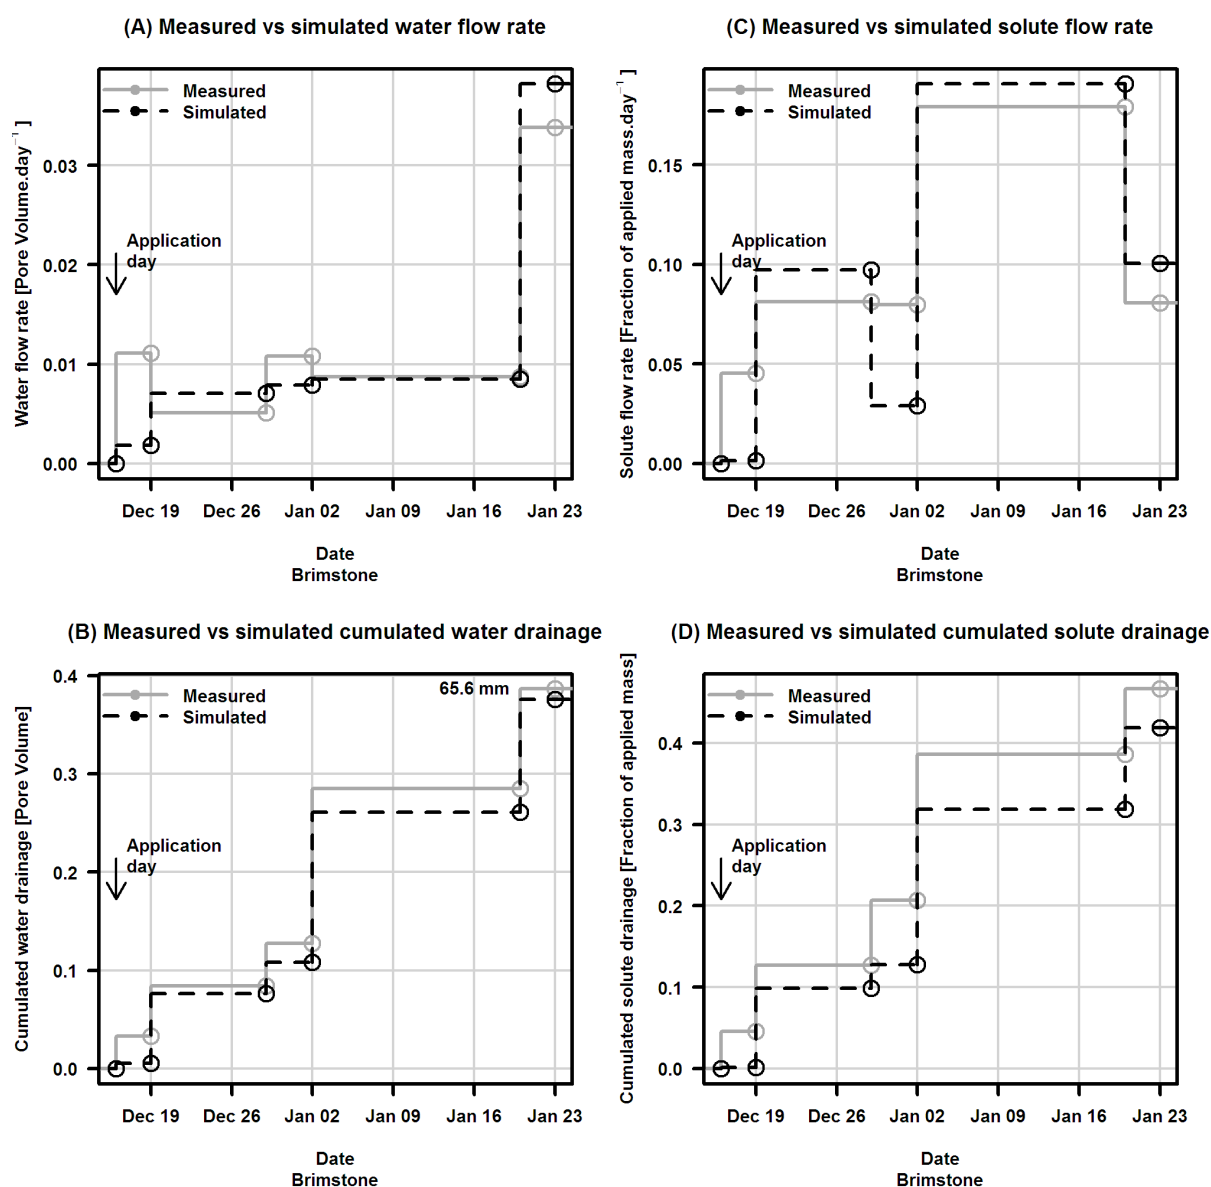 (A) Measured vs simulated water flow rate
Water flow rate [Pore Volume.day⁻¹ ]
Measured
Simulated
Application
day
0.03
0.02
0.01
0.00
Dec 19 Dec 26 Jan 02 Jan 09 Jan 16 Jan 23
Date
Brimstone
(C) Measured vs simulated solute flow rate
Solute flow rate [Fraction of applied mass.day⁻¹ ]
Measured
Simulated
Application
day
0.15
0.10
0.05
0.00
Dec 19 Dec 26 Jan 02 Jan 09 Jan 16 Jan 23
Date
Brimstone
(B) Measured vs simulated cumulated water drainage
Cumulated water drainage [Pore Volume]
Measured
Simulated
65.6 mm
Application
day
0.4
0.3
0.2
0.1
0.0
Dec 19 Dec 26 Jan 02 Jan 09 Jan 16 Jan 23
Date
Brimstone
(D) Measured vs simulated cumulated solute drainage
Cumulated solute drainage [Fraction of applied mass]
Measured
Simulated
Application
day
0.4
0.3
0.2
0.1
0.0
Dec 19 Dec 26 Jan 02 Jan 09 Jan 16 Jan 23
Date
Brimstone